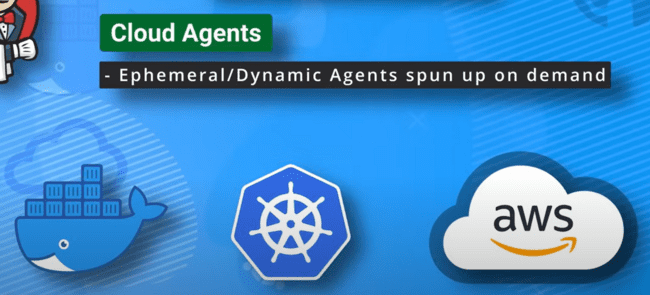 Cloud Agents
- Ephemeral/Dynamic Agents spun up on demand
aws